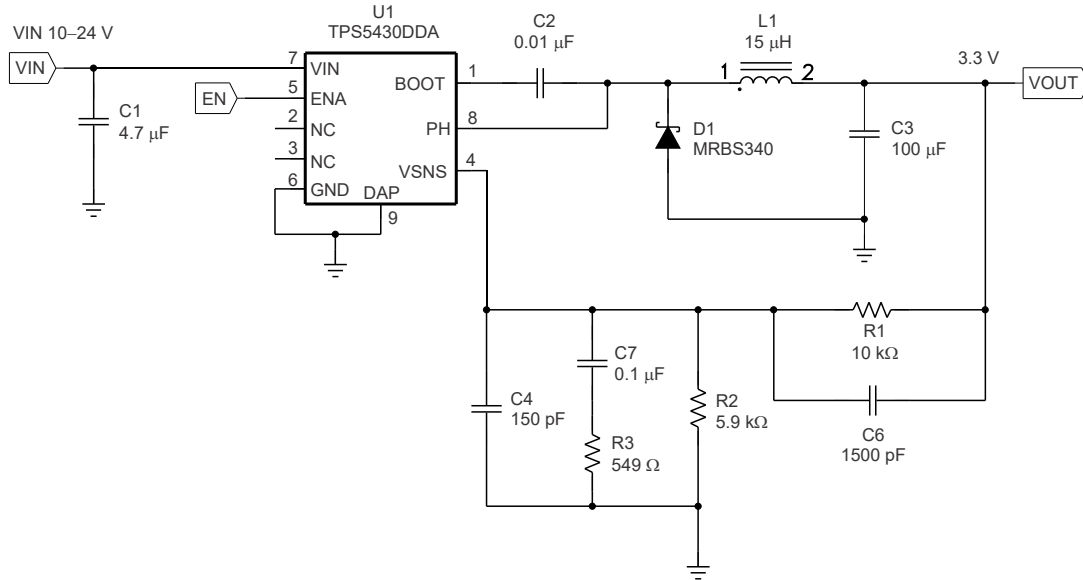 U1
TPS5430DDA
VIN 10–24 V
VIN
C1
4.7 μF
EN
7
5
2
3
6
VIN
ENA
NC
NC
GND
DAP
9
BOOT
PH
VSNS
1
8
4
C2
0.01 μF
L1
15 μH
1
2
3.3 V
VOUT
D1
MRBS340
C3
100 μF
R1
10 kΩ
C7
0.1 μF
C4
150 pF
R2
5.9 kΩ
R3
549 Ω
C6
1500 pF